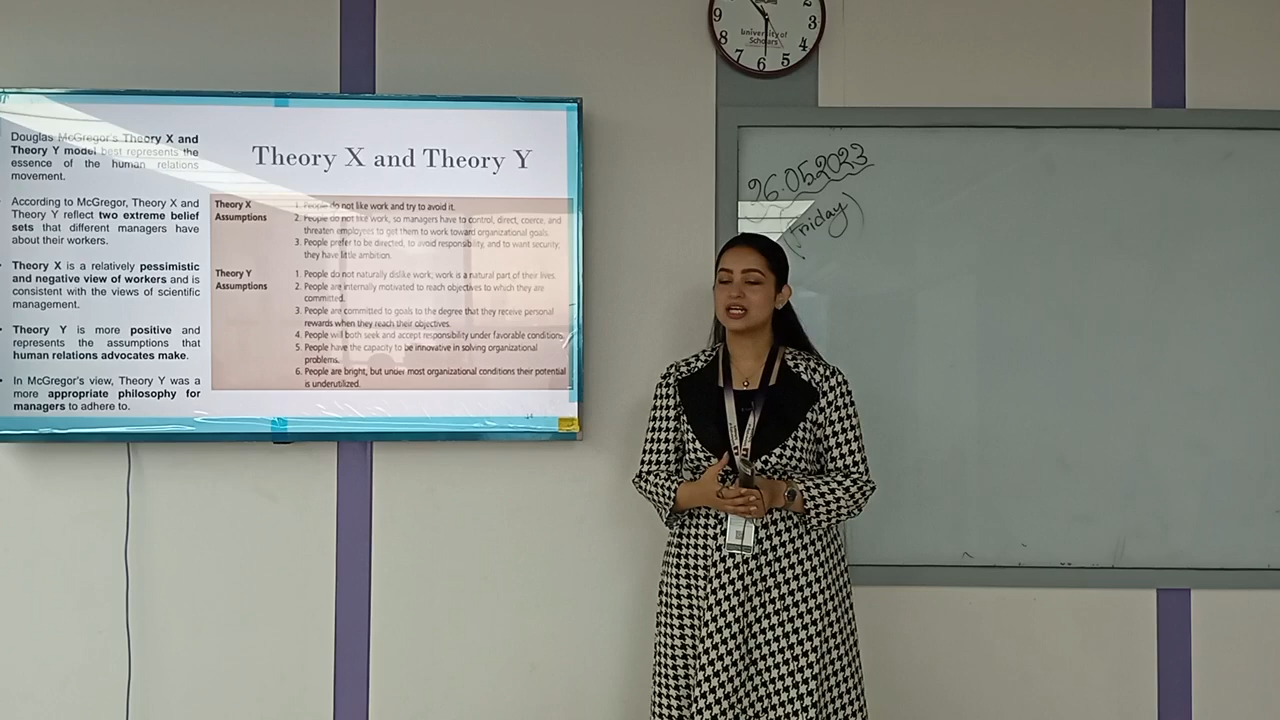 Douglas McGregor's Theory X and
Theory Y model best represents the
essence of the human relations
movement.
According to McGregor, Theory X and
Theory Y reflect two extreme belief
sets that different managers have
about their workers.
Theory X is a relatively pessimistic
and negative view of workers and is
consistent with the views of scientific
management.
Theory Y is more positive and
represents the assumptions that
human relations advocates make.
In McGregor's view, Theory Y was a
more appropriate philosophy for
managers to adhere to.
Theory X and Theory Y
Theory X
Assumptions
1. People do not like work and try to avoid it.
2. People do not like work, so managers have to control, direct, coerce, and
threaten employees to get them to work toward organizational goals.
3. People prefer to be directed, to avoid responsibility, and to want security;
they have little ambition.
Theory Y
Assumptions
1. People do not naturally dislike work; work is a natural part of their lives.
2. People are internally motivated to reach objectives to which they are
committed.
3. People are committed to goals to the degree that they receive personal
rewards when they reach their objectives.
4. People will both seek and accept responsibility under favorable conditions.
5. People have the capacity to be innovative in solving organizational
problems.
6. People are bright, but under most organizational conditions their potential
is underutilized.
2
9 3
University of
Scholars
8 4
7 6 5
26.05.2023
(Friday)